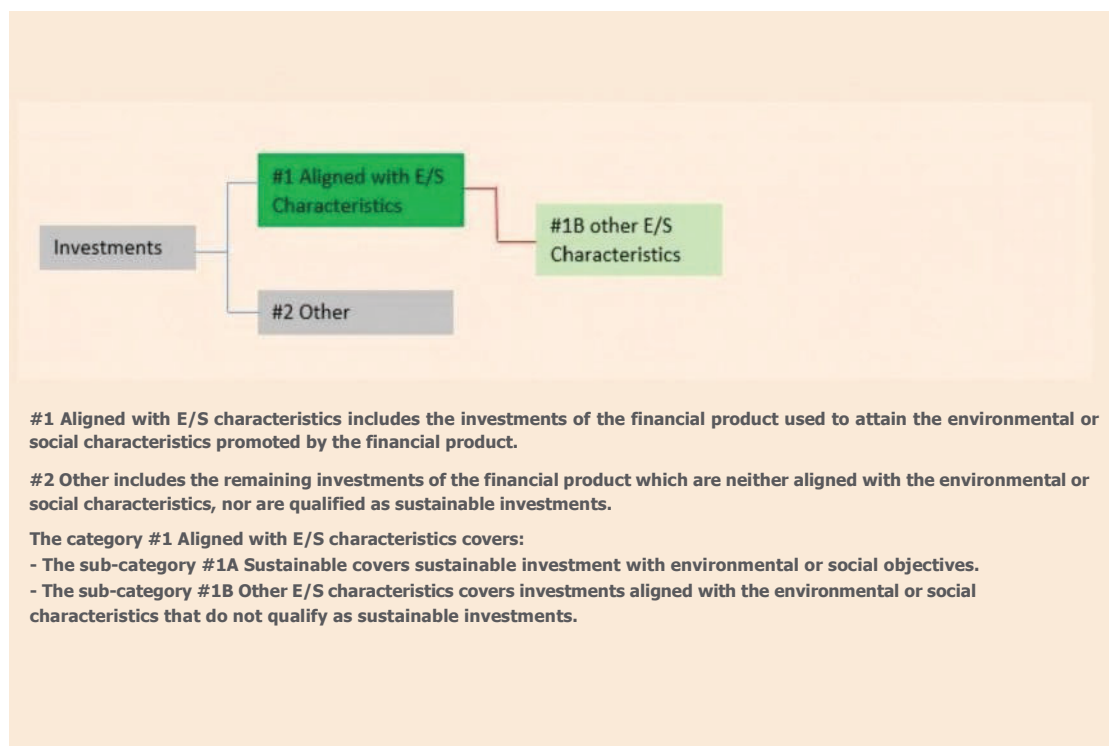 #1 Aligned with E/S
Characteristics
#1B other E/S
Characteristics
Investments
#2 Other
#1 Aligned with E/S characteristics includes the investments of the financial product used to attain the environmental or
social characteristics promoted by the financial product.
#2 Other includes the remaining investments of the financial product which are neither aligned with the environmental or
social characteristics, nor are qualified as sustainable investments.
The category #1 Aligned with E/S characteristics covers:
- The sub-category #1A Sustainable covers sustainable investment with environmental or social objectives.
- The sub-category #1B Other E/S characteristics covers investments aligned with the environmental or social
characteristics that do not qualify as sustainable investments.